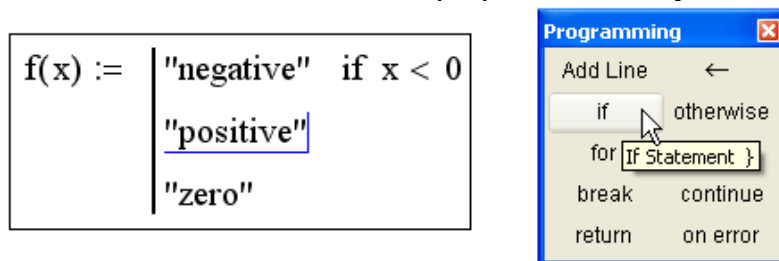 f(x) := "negative" if x < 0
"positive"
"zero"
Programming
Add Line ←
if otherwise
for If Statement }
break continue
return on error